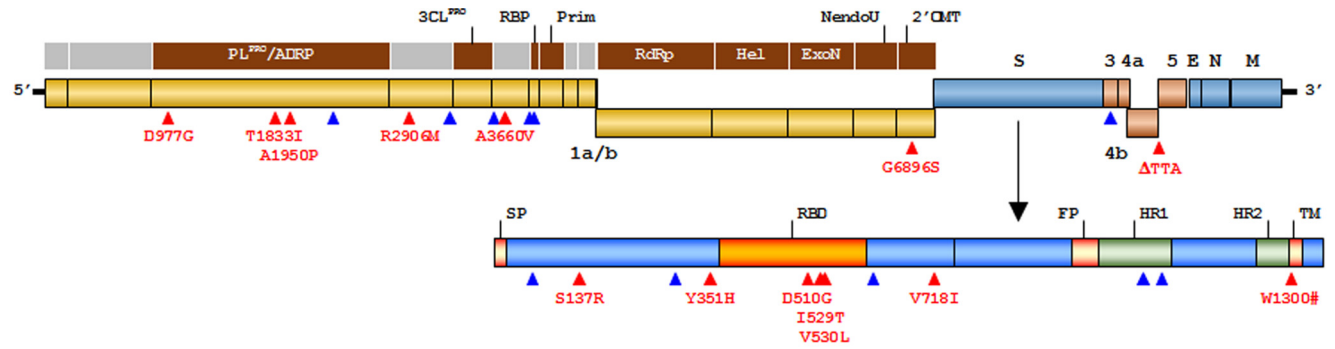 3CL^PRO RBP Prim NendoU 2'OMT
PL^PRO/ADRP RdRp Hel ExoN
S 3 4a 5 E N M
5' 3'
D977G T1833I R2906M A3660V
A1950P 1a/b 4b
G6896S ΔTTA
SP RBD FP HR1 HR2 TM
S137R Y351H D510G V718I W1300#
I529T
V530L